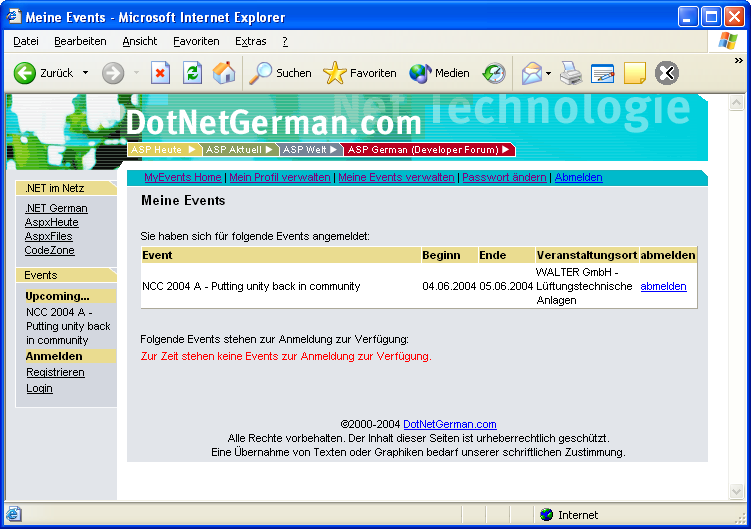 Meine Events - Microsoft Internet Explorer
Datei Bearbeiten Ansicht Favoriten Extras ?
Zurück Suchen Favoriten Medien
.Net Technologie
DotNetGerman.com
ASP Heute ASP Aktuell ASP Welt ASP German (Developer Forum)
MyEvents Home | Mein Profil verwalten | Meine Events verwalten | Passwort ändern | Abmelden
.NET im Netz
.NET German
AspxHeute
AspxFiles
CodeZone
Events
Upcoming...
NCC 2004 A -
Putting unity back
in community
Anmelden
Registrieren
Login
Meine Events
Sie haben sich für folgende Events angemeldet:
Event Beginn Ende Veranstaltungsort abmelden
NCC 2004 A - Putting unity back in community 04.06.2004 05.06.2004 WALTER GmbH -
Lüftungstechnische
Anlagen abmelden
Folgende Events stehen zur Anmeldung zur Verfügung:
Zur Zeit stehen keine Events zur Anmeldung zur Verfügung.
©2000-2004 DotNetGerman.com
Alle Rechte vorbehalten. Der Inhalt dieser Seiten ist urheberrechtlich geschützt.
Eine Übernahme von Texten oder Graphiken bedarf unserer schriftlichen Zustimmung.
Internet